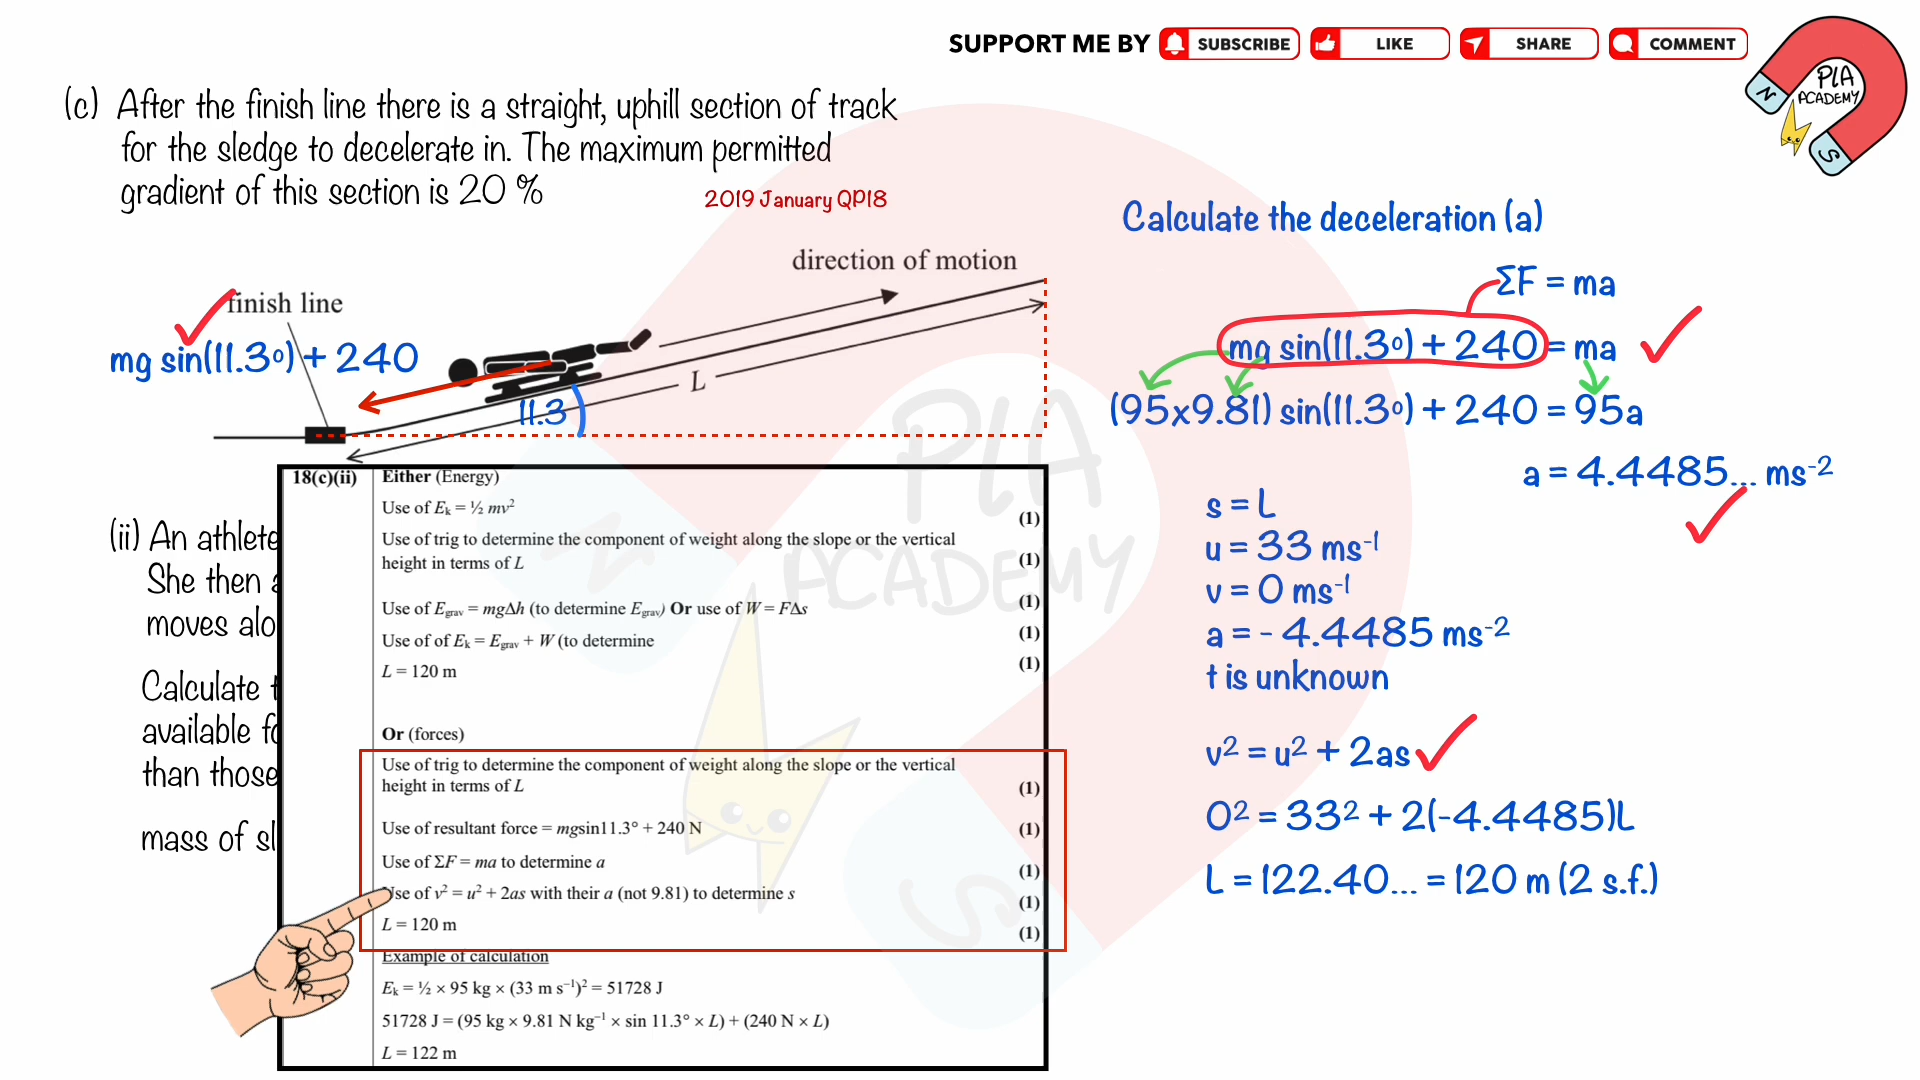 SUPPORT ME BY SUBSCRIBE LIKE SHARE COMMENT
PLA
ACADEMY
N
S
(c) After the finish line there is a straight, uphill section of track
for the sledge to decelerate in. The maximum permitted
gradient of this section is 20 %
2019 January QP18
direction of motion
finish line
mg sin(11.3⁰) + 240
L
11.3
(ii) An athlete
She then a
moves alo
Calculate t
available fo
than those
mass of sl
18(c)(ii) Either (Energy)
Use of Eₖ = ½ mv²
(1)
Use of trig to determine the component of weight along the slope or the vertical
height in terms of L (1)
Use of E_grav = mgΔh (to determine E_grav) Or use of W = FΔs (1)
Use of of Eₖ = E_grav + W (to determine (1)
L = 120 m (1)
Or (forces)
Use of trig to determine the component of weight along the slope or the vertical
height in terms of L (1)
Use of resultant force = mgsin11.3° + 240 N (1)
Use of ΣF = ma to determine a (1)
Use of v² = u² + 2as with their a (not 9.81) to determine s (1)
L = 120 m (1)
Example of calculation
Eₖ = ½ × 95 kg × (33 m s⁻¹)² = 51728 J
51728 J = (95 kg × 9.81 N kg⁻¹ × sin 11.3° × L) + (240 N × L)
L = 122 m
Calculate the deceleration (a)
ΣF = ma
mg sin(11.3⁰) + 240 = ma
(95x9.81) sin(11.3⁰) + 240 = 95a
a = 4.4485... ms⁻²
s = L
u = 33 ms⁻¹
v = 0 ms⁻¹
a = - 4.4485 ms⁻²
t is unknown
v² = u² + 2as
0² = 33² + 2(-4.4485)L
L = 122.40... = 120 m (2 s.f.)
PLA
ACADEMY
N
S